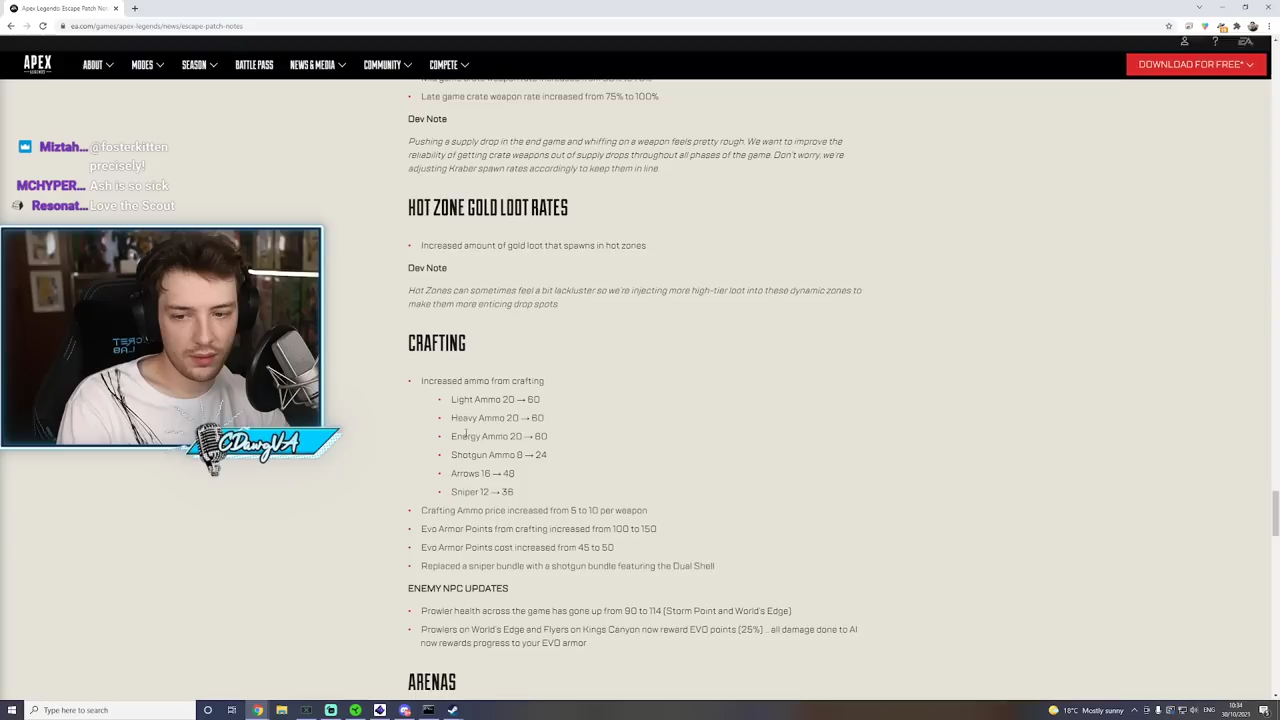 Apex Legends: Escape Patch Note
ea.com/games/apex-legends/news/escape-patch-notes
APEX
LEGENDS
ABOUT
MODES
SEASON
BATTLE PASS
NEWS & MEDIA
COMMUNITY
COMPETE
DOWNLOAD FOR FREE*
Late game crate weapon rate increased from 75% to 100%
Dev Note
Pushing a supply drop in the end game and whiffing on a weapon feels pretty rough. We want to improve the
reliability of getting crate weapons out of supply drops throughout all phases of the game. Don't worry, we're
adjusting Kraber spawn rates accordingly to keep them in line.
HOT ZONE GOLD LOOT RATES
Increased amount of gold loot that spawns in hot zones
Dev Note
Hot Zones can sometimes feel a bit lackluster so we're injecting more high-tier loot into these dynamic zones to
make them more enticing drop spots
CRAFTING
Increased ammo from crafting
Light Ammo 20 → 60
Heavy Ammo 20 → 60
Energy Ammo 20 → 60
Shotgun Ammo 8 → 24
Arrows 16 → 48
Sniper 12 → 36
Crafting Ammo price increased from 5 to 10 per weapon
Evo Armor Points from crafting increased from 100 to 150
Evo Armor Points cost increased from 45 to 50
Replaced a sniper bundle with a shotgun bundle featuring the Dual Shell
ENEMY NPC UPDATES
Prowler health across the game has gone up from 90 to 114 (Storm Point and World's Edge)
Prowlers on World's Edge and Flyers on Kings Canyon now reward EVO points (25%) ... all damage done to AI
now rewards progress to your EVO armor
ARENAS
Miztah... @fosterkitten
precisely!
MCHYPER... Ash is so sick
Resonat... Love the Scout
CDawgVA
Type here to search
18°C Mostly sunny
ENG
10:34
30/10/2021